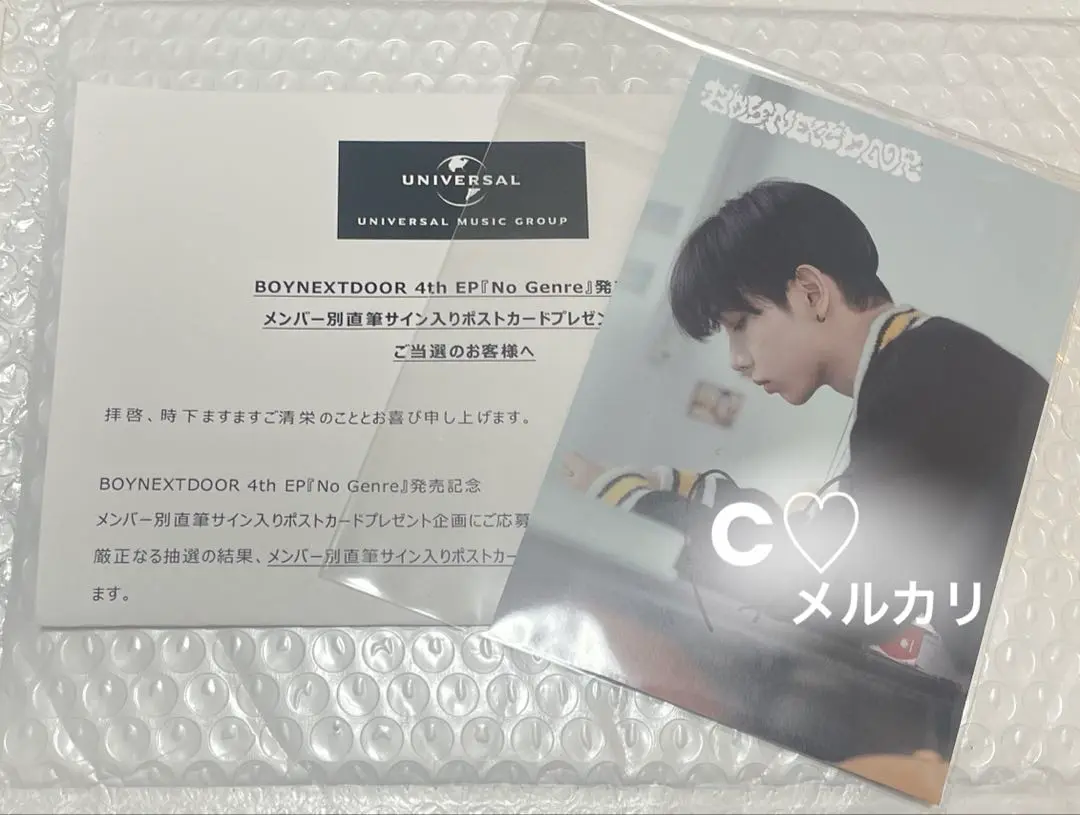 UNIVERSAL
UNIVERSAL MUSIC GROUP
BOYNEXTDOOR 4th EP『No Genre』発
メンバー別直筆サイン入りポストカードプレゼン
ご当選のお客様へ
拝啓、時下ますますご清栄のこととお喜び申し上げます。
BOYNEXTDOOR 4th EP『No Genre』発売記念
メンバー別直筆サイン入りポストカードプレゼント企画にご応募
厳正なる抽選の結果、メンバー別直筆サイン入りポストカー
ます。
BOYNEXTDOOR
C♡
メルカリ